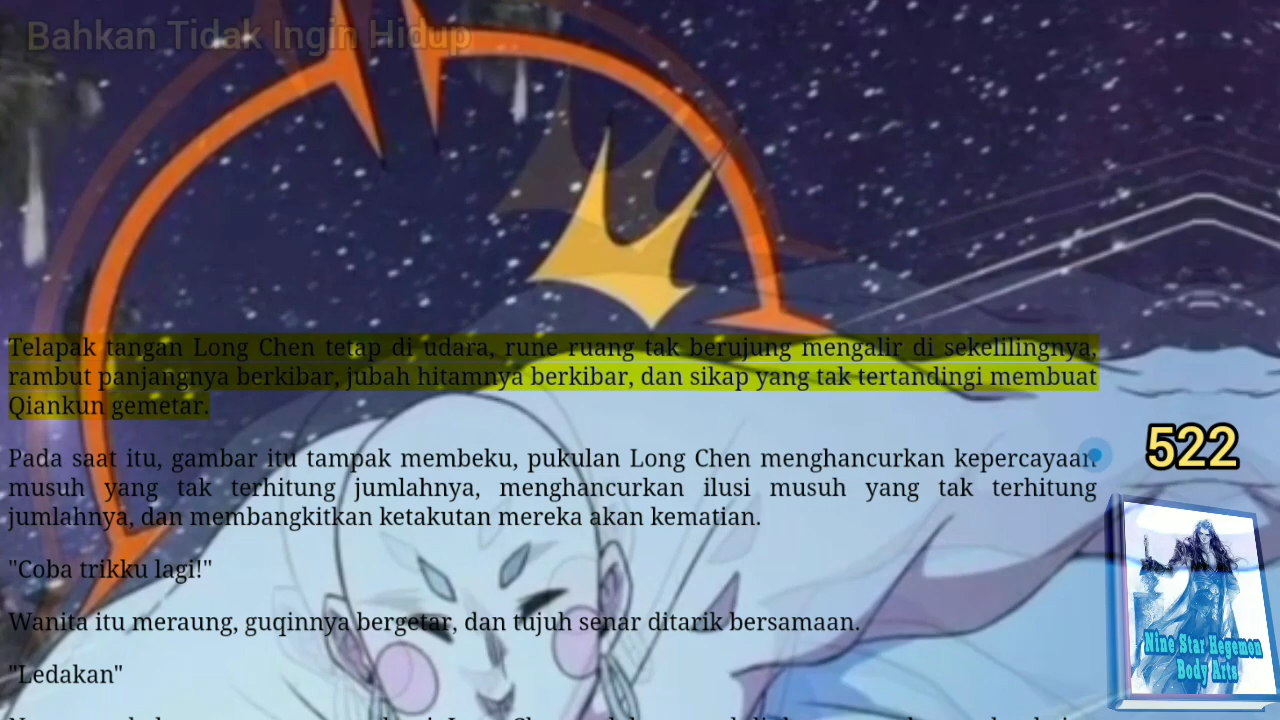 Bahkan Tidak Ingin Hidup
Telapak tangan Long Chen tetap di udara, rune ruang tak berujung mengalir di sekelilingnya,
rambut panjangnya berkibar, jubah hitamnya berkibar, dan sikap yang tak tertandingi membuat
Qiankun gemetar.
Pada saat itu, gambar itu tampak membeku, pukulan Long Chen menghancurkan kepercayaan
musuh yang tak terhitung jumlahnya, menghancurkan ilusi musuh yang tak terhitung
jumlahnya, dan membangkitkan ketakutan mereka akan kematian.
"Coba trikku lagi!"
Wanita itu meraung, guqinnya bergetar, dan tujuh senar ditarik bersamaan.
"Ledakan"
522
Nine Star Hegemon
Body Arts